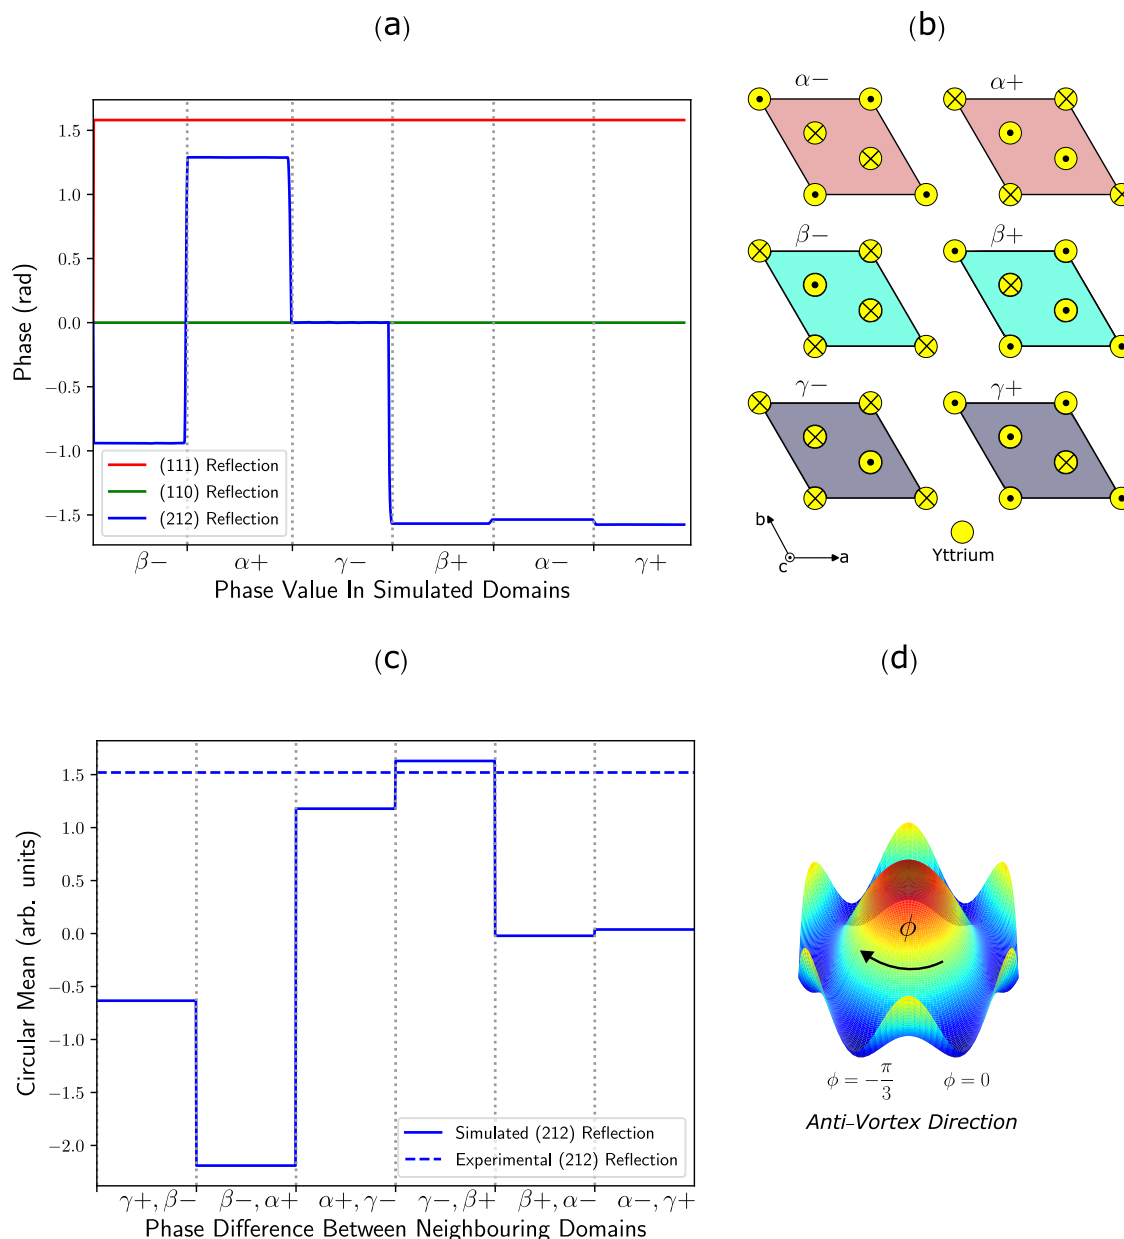 (a)
1.5
1.0
0.5
0.0
−0.5
−1.0
−1.5
Phase (rad)
(111) Reflection
(110) Reflection
(212) Reflection
β− α+ γ− β+ α− γ+
Phase Value In Simulated Domains
(b)
α− α+
β− β+
γ− γ+
b
c
a
Yttrium
(c)
1.5
1.0
0.5
0.0
−0.5
−1.0
−1.5
−2.0
Circular Mean (arb. units)
Simulated (212) Reflection
Experimental (212) Reflection
γ+, β− β−, α+ α+, γ− γ−, β+ β+, α− α−, γ+
Phase Difference Between Neighbouring Domains
(d)
ϕ
ϕ = −π/3 ϕ = 0
Anti–Vortex Direction